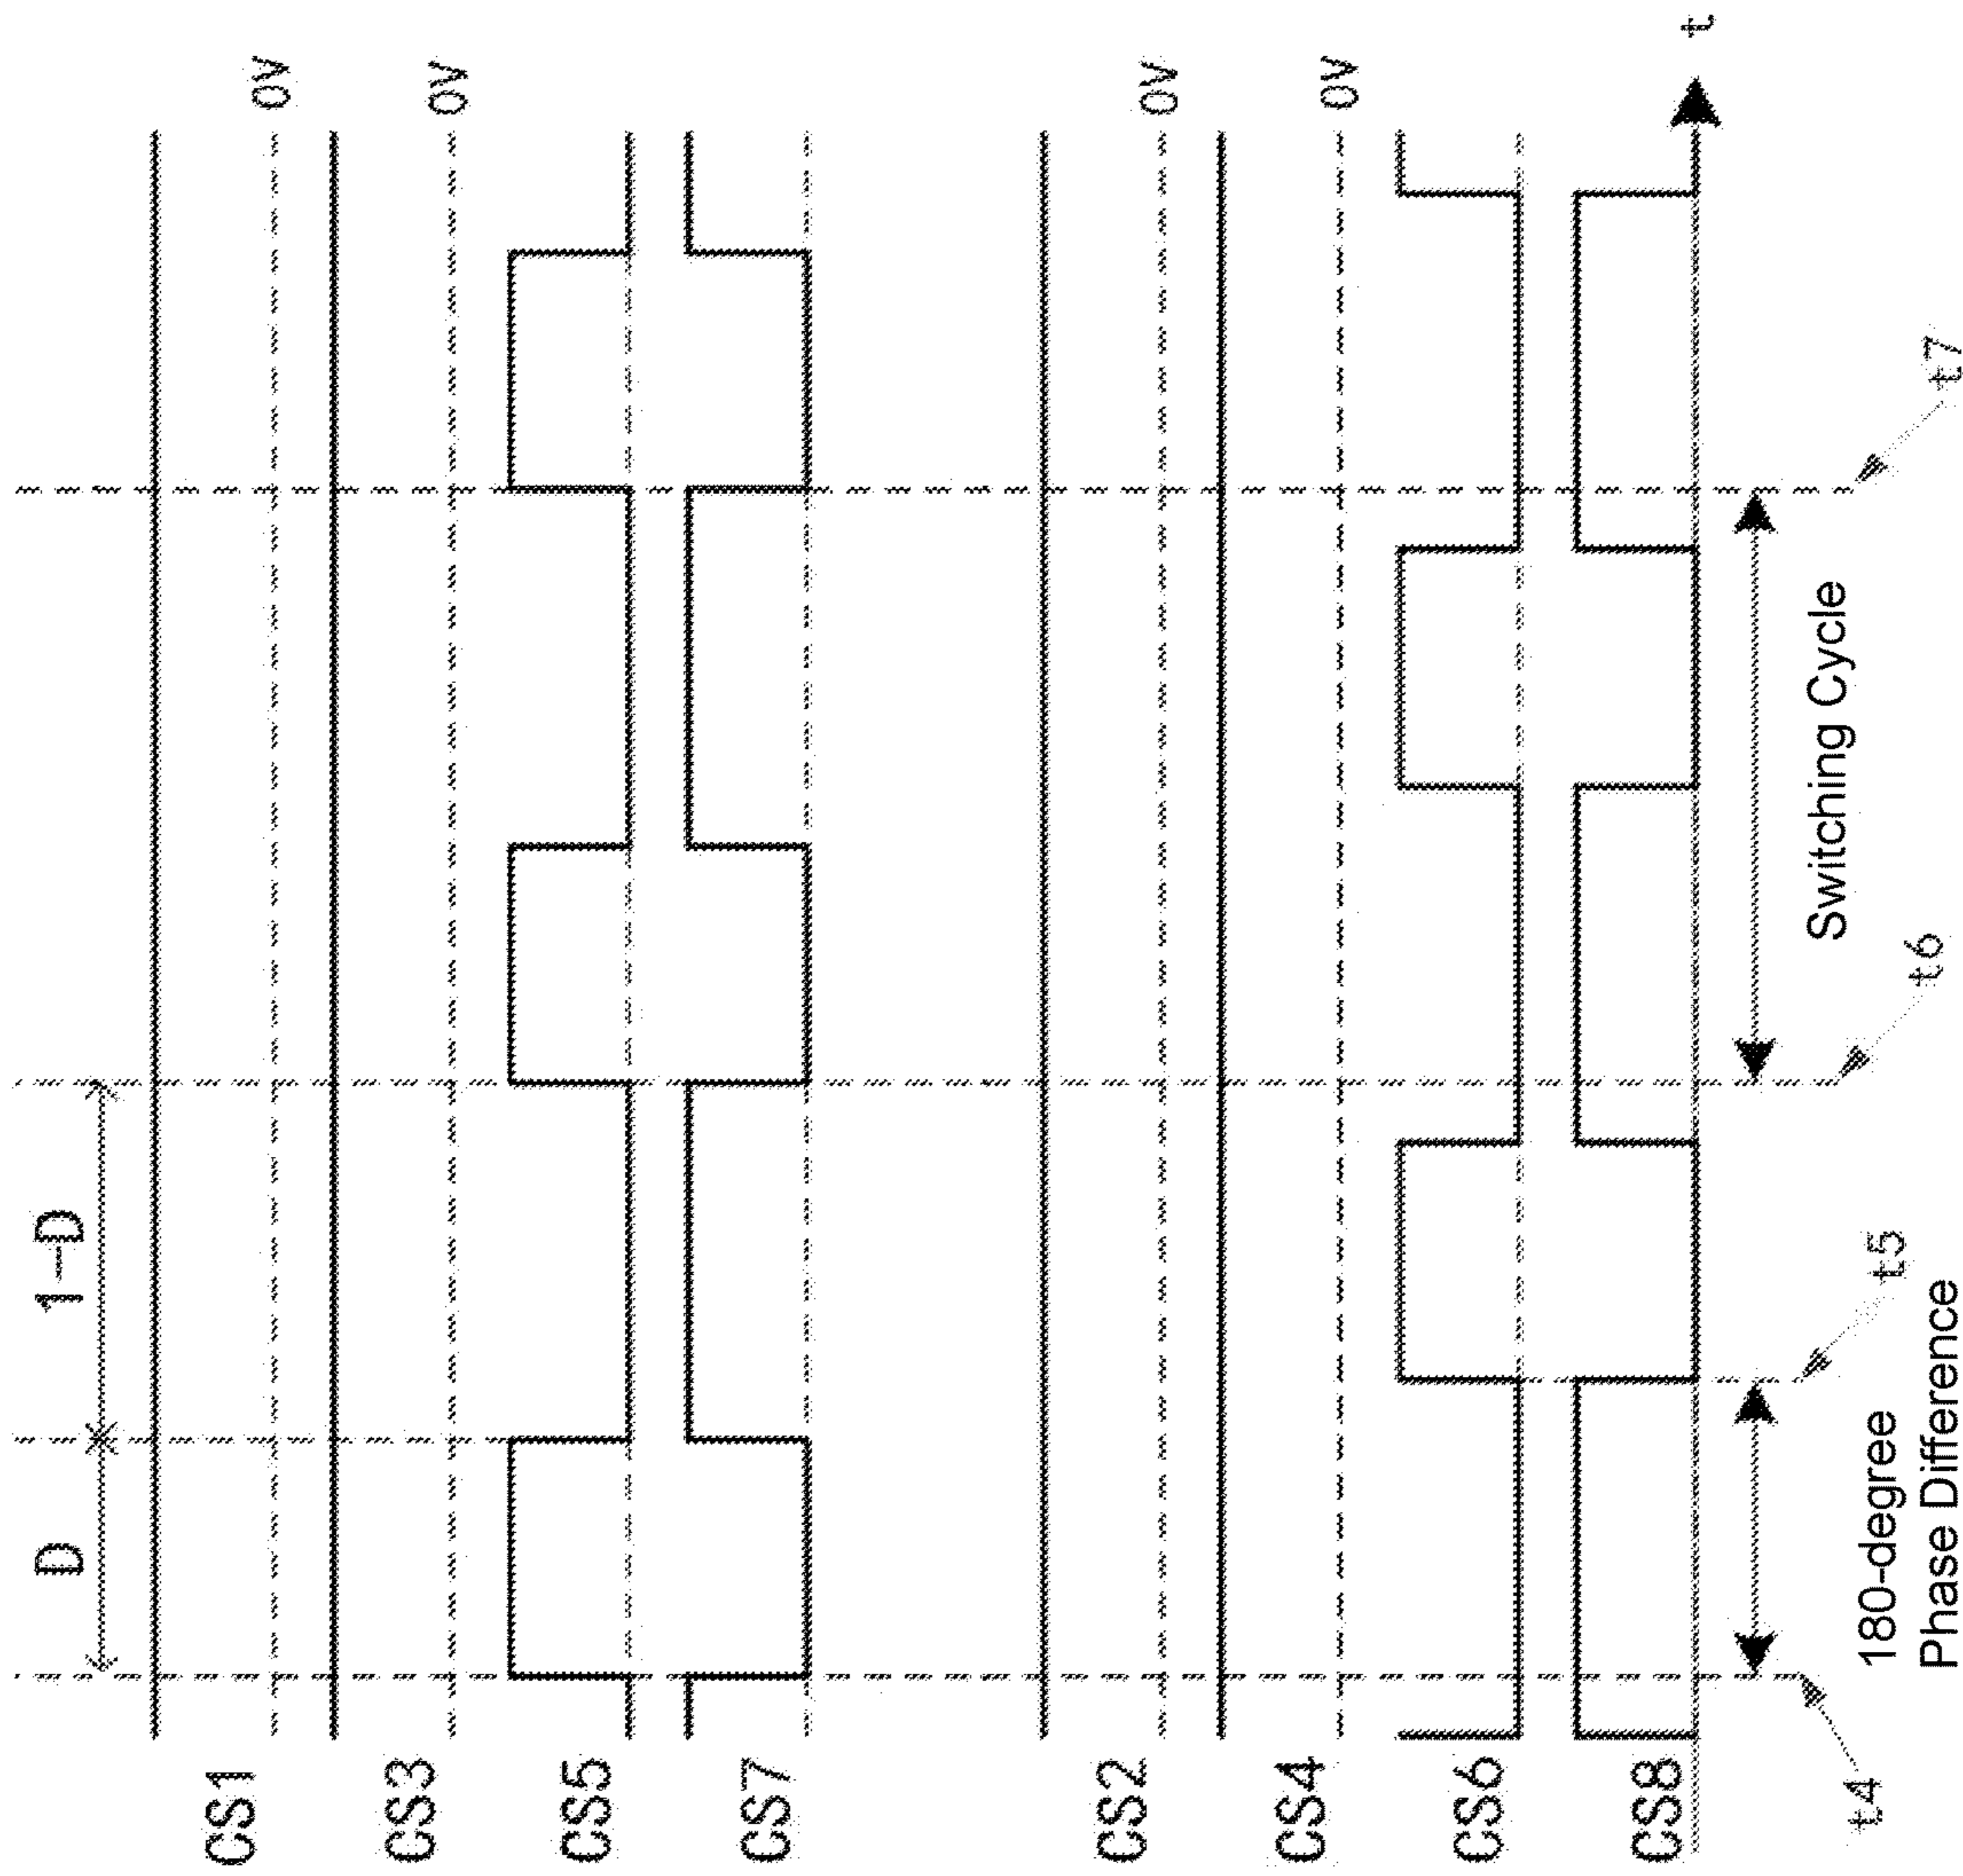 D
1-D
CS1
0V
CS3
0V
CS5
CS7
CS2
0V
CS4
0V
CS6
CS8
t
180-degree
Phase Difference
Switching Cycle
t4
t5
t6
t7